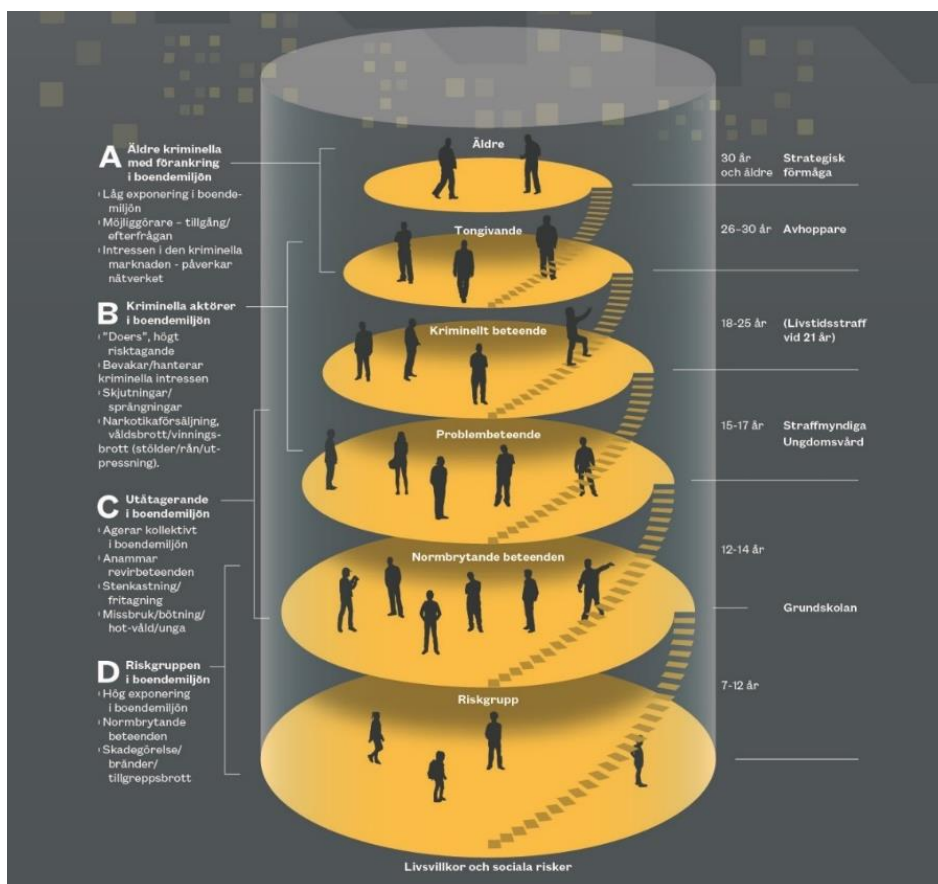 A Äldre kriminella
med förankring
i boendemiljön
Låg exponering i boende-
miljön
Möjliggörare – tillgång/
efterfrågan
Intressen i den kriminella
marknaden - påverkar
nätverket
B Kriminella aktörer
i boendemiljön
"Doers", högt
risktagande
Bevakar/hanterar
kriminella intressen
Skjutningar/
sprängningar
Narkotikaförsäljning,
våldsbrott/vinnings-
brott (stölder/rån/ut-
pressning).
C Utåtagerande
i boendemiljön
Agerar kollektivt
i boendemiljön
Anammar
revirbeteenden
Stenkastning/
fritagning
Missbruk/bötning/
hot-våld/unga
D Riskgruppen
i boendemiljön
Hög exponering
i boendemiljön
Normbrytande
beteenden
Skadegörelse/
bränder/
tillgreppsbrott
Äldre
Tongivande
Kriminellt beteende
Problembeteende
Normbrytande beteenden
Riskgrupp
Livsvillkor och sociala risker
30 år
och äldre
Strategisk
förmåga
26-30 år
Avhoppare
18-25 år
(Livstidsstraff
vid 21 år)
15-17 år
Straffmyndiga
Ungdomsvård
12-14 år
Grundskolan
7-12 år